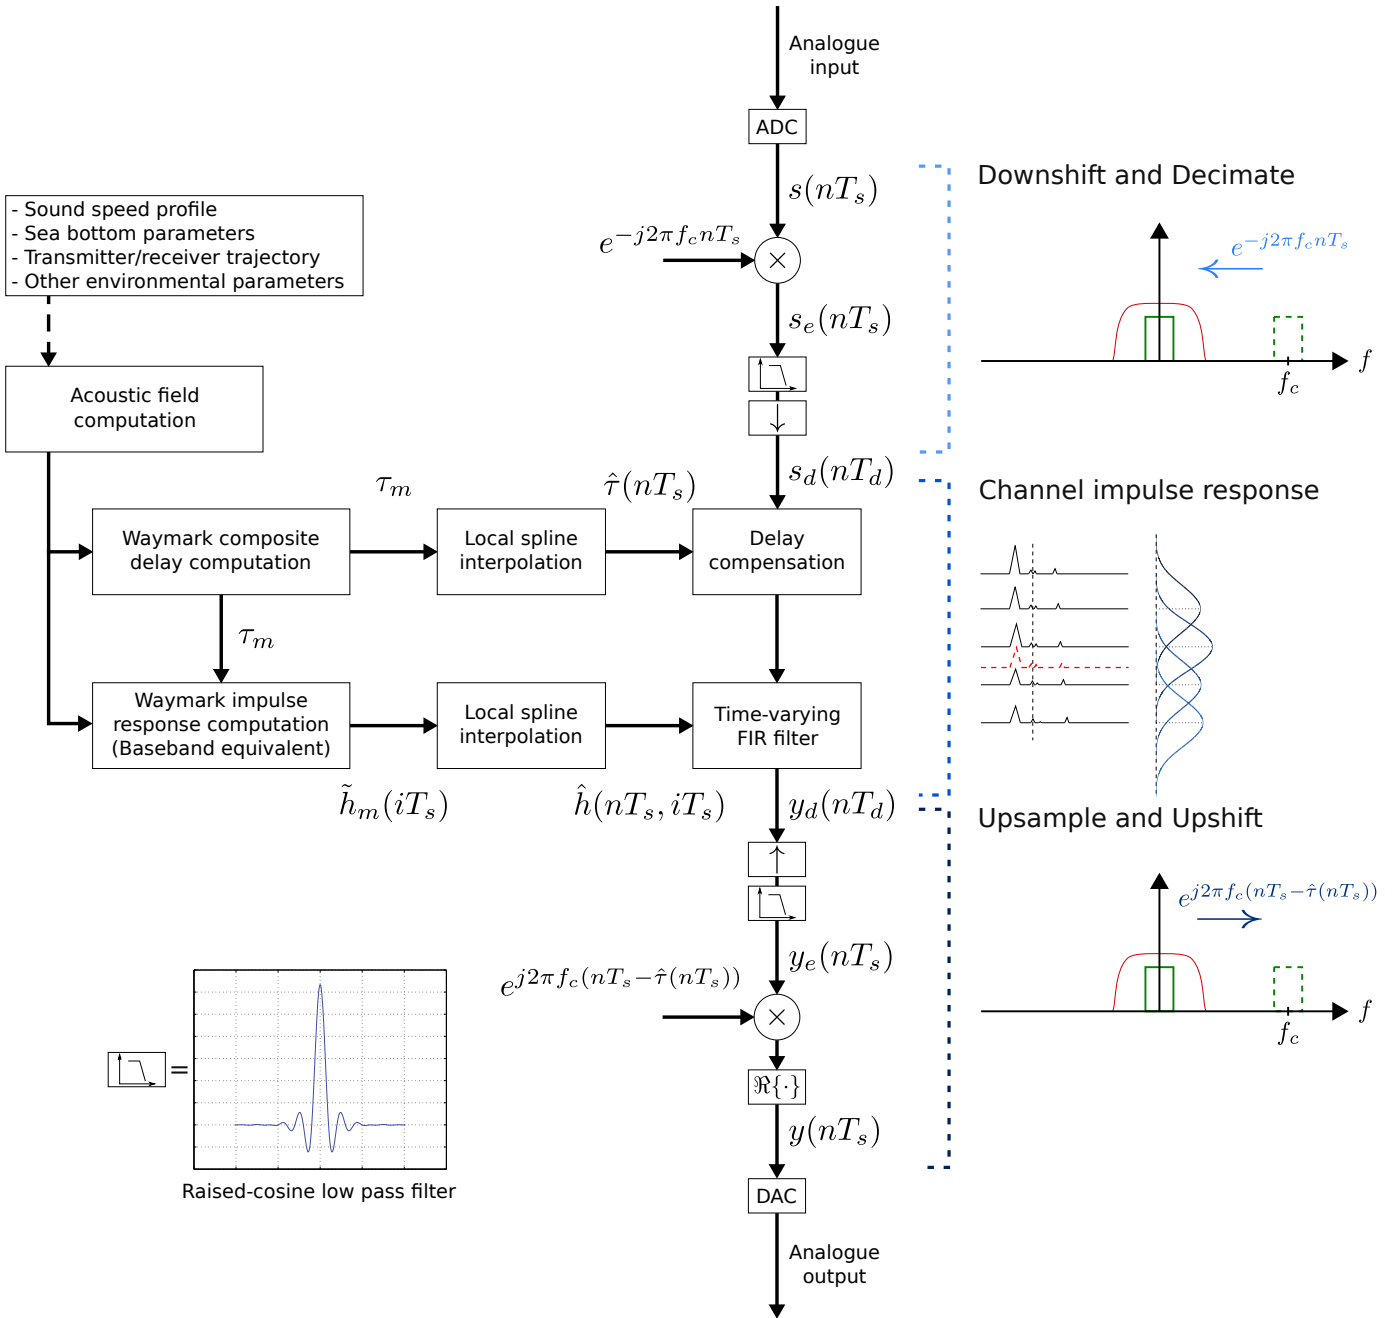 Analogue
input
ADC
s(nT_s)
Downshift and Decimate
- Sound speed profile
- Sea bottom parameters
- Transmitter/receiver trajectory
- Other environmental parameters
e^{-j2πf_c nT_s}
×
e^{-j2πf_c nT_s}
s_e(nT_s)
f
f_c
Acoustic field
computation
↓
s_d(nT_d)
τ_m
τ̂(nT_s)
Channel impulse response
Waymark composite
delay computation
Local spline
interpolation
Delay
compensation
τ_m
Waymark impulse
response computation
(Baseband equivalent)
Local spline
interpolation
Time-varying
FIR filter
h̃_m(iT_s)
ĥ(nT_s, iT_s)
y_d(nT_d)
Upsample and Upshift
↑
e^{j2πf_c(nT_s−τ̂(nT_s))}
y_e(nT_s)
e^{j2πf_c(nT_s−τ̂(nT_s))}
×
f
f_c
=
ℜ{·}
y(nT_s)
Raised-cosine low pass filter
DAC
Analogue
output